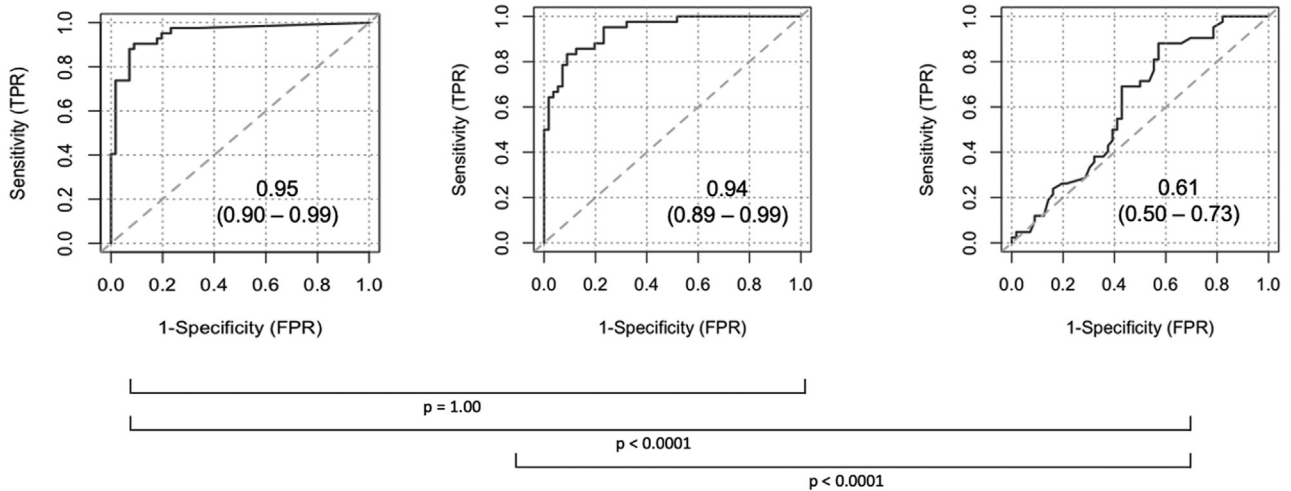 Sensitivity (TPR)
1.0
0.8
0.6
0.4
0.2
0.0
0.95
(0.90 – 0.99)
0.0 0.2 0.4 0.6 0.8 1.0
1-Specificity (FPR)
Sensitivity (TPR)
1.0
0.8
0.6
0.4
0.2
0.0
0.94
(0.89 – 0.99)
0.0 0.2 0.4 0.6 0.8 1.0
1-Specificity (FPR)
Sensitivity (TPR)
1.0
0.8
0.6
0.4
0.2
0.0
0.61
(0.50 – 0.73)
0.0 0.2 0.4 0.6 0.8 1.0
1-Specificity (FPR)
p = 1.00
p < 0.0001
p < 0.0001